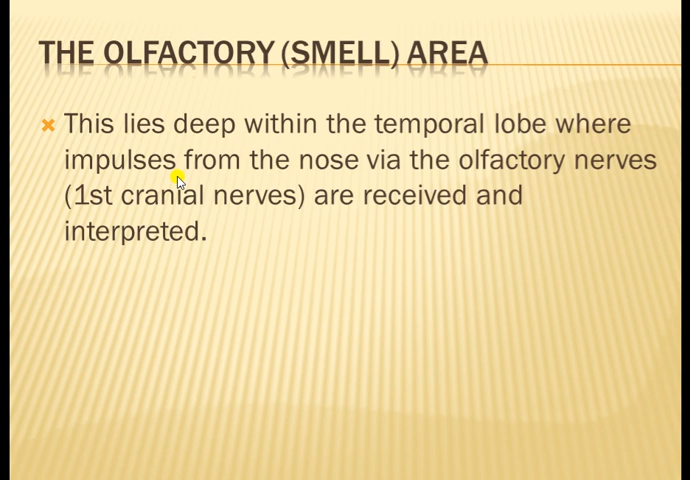 THE OLFACTORY (SMELL) AREA
This lies deep within the temporal lobe where
impulses from the nose via the olfactory nerves
(1st cranial nerves) are received and
interpreted.